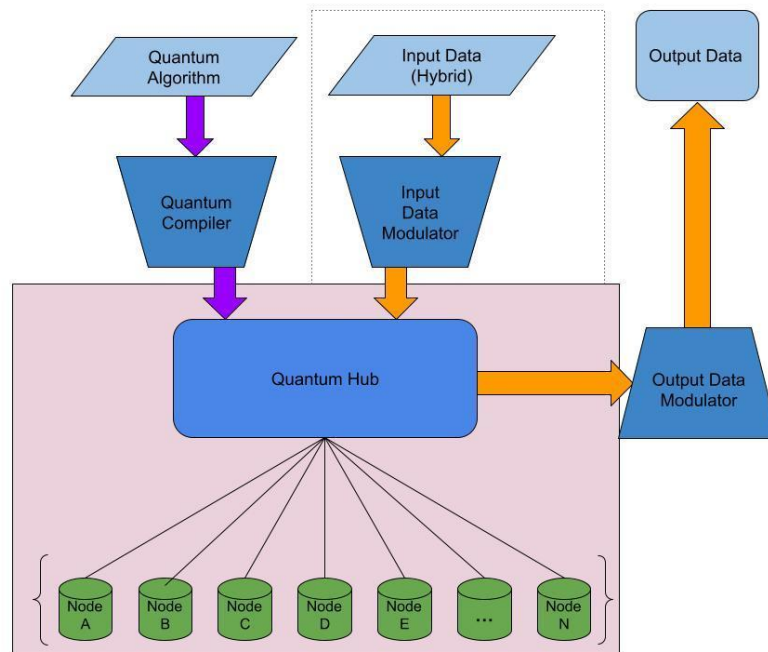 Quantum
Algorithm
Input Data
(Hybrid)
Output Data
Quantum
Compiler
Input
Data
Modulator
Quantum Hub
Output Data
Modulator
Node
A
Node
B
Node
C
Node
D
Node
E
...
Node
N